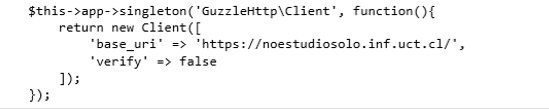 $this->app->singleton('GuzzleHttp\Client', function(){
return new Client([
'base_uri' => 'https://noestudiosolo.inf.uct.cl/',
'verify' => false
]);
});